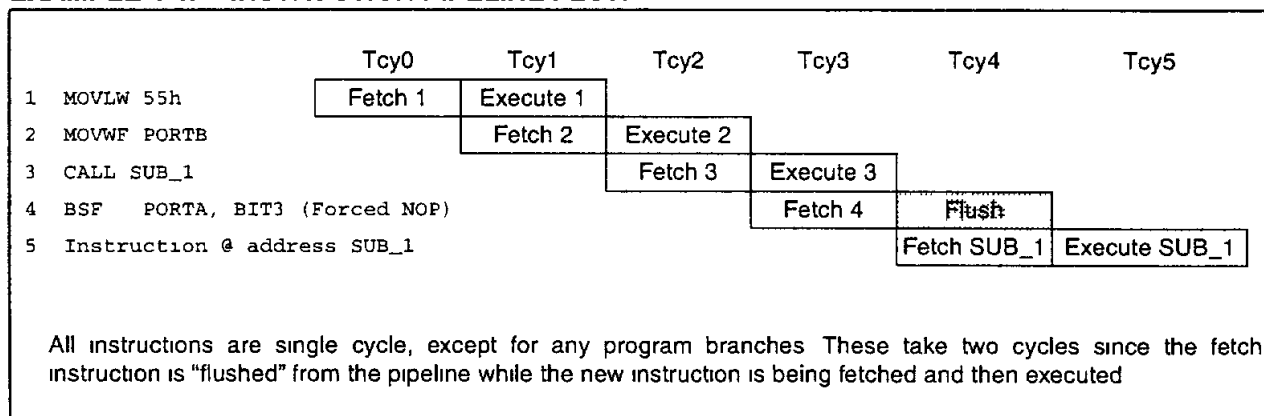 Tcy0 Tcy1 Tcy2 Tcy3 Tcy4 Tcy5
1 MOVLW 55h Fetch 1 Execute 1
2 MOVWF PORTB Fetch 2 Execute 2
3 CALL SUB_1 Fetch 3 Execute 3
4 BSF PORTA, BIT3 (Forced NOP) Fetch 4 Flush
5 Instruction @ address SUB_1 Fetch SUB_1 Execute SUB_1
All instructions are single cycle, except for any program branches These take two cycles since the fetch
instruction is "flushed" from the pipeline while the new instruction is being fetched and then executed